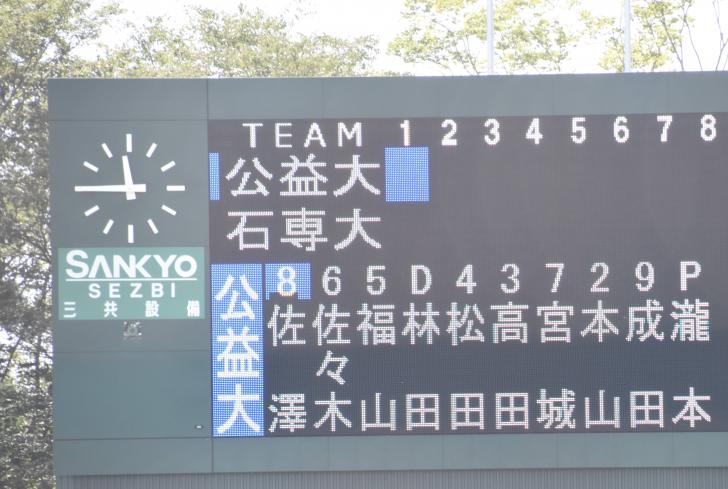 TEAM 1 2 3 4 5 6 7 8
公益大
石専大
SANKYO
SEZBI
三共設備
公益大
8 6 5 D 4 3 7 2 9 P
佐澤 佐々木 福山 林田 松田 高田 宮城 本山 成田 瀧本